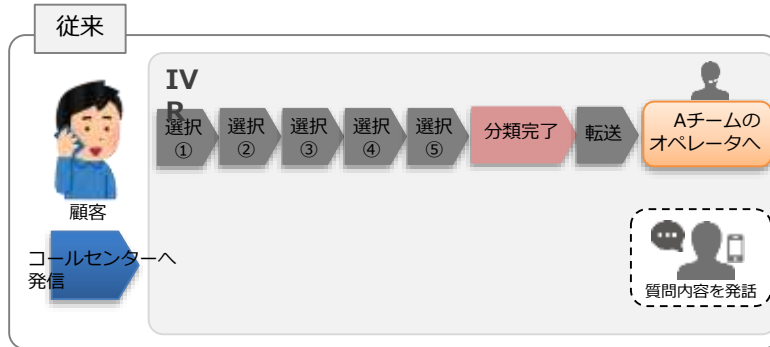 従来
IV
R
選択
①
選択
②
選択
③
選択
④
選択
⑤
分類完了
転送
Aチームの
オペレータへ
顧客
コールセンターへ
発信
質問内容を発話